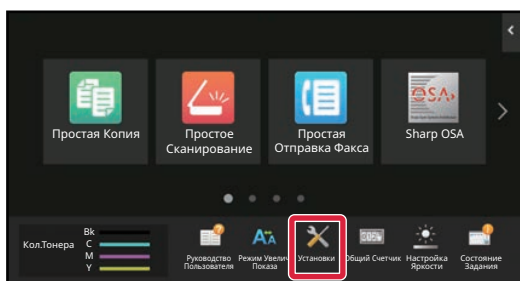 Простая Копия
Простое
Сканирование
Простая
Отправка Факса
Sharp OSA
Кол.Тонера
Bk
C
M
Y
Руководство
Пользователя
Режим Увелич
Показа
Установки
Общий Счетчик
Настройка
Яркости
Состояние
Задания